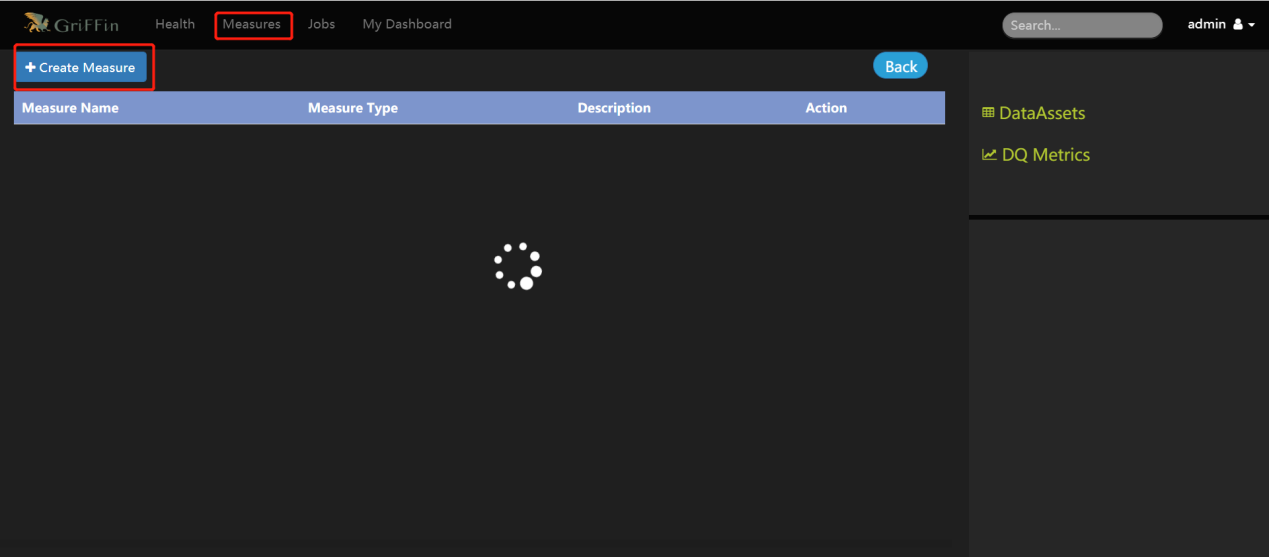 GriFFin Health Measures Jobs My Dashboard Search... admin
+ Create Measure Back
Measure Name Measure Type Description Action
DataAssets
DQ Metrics